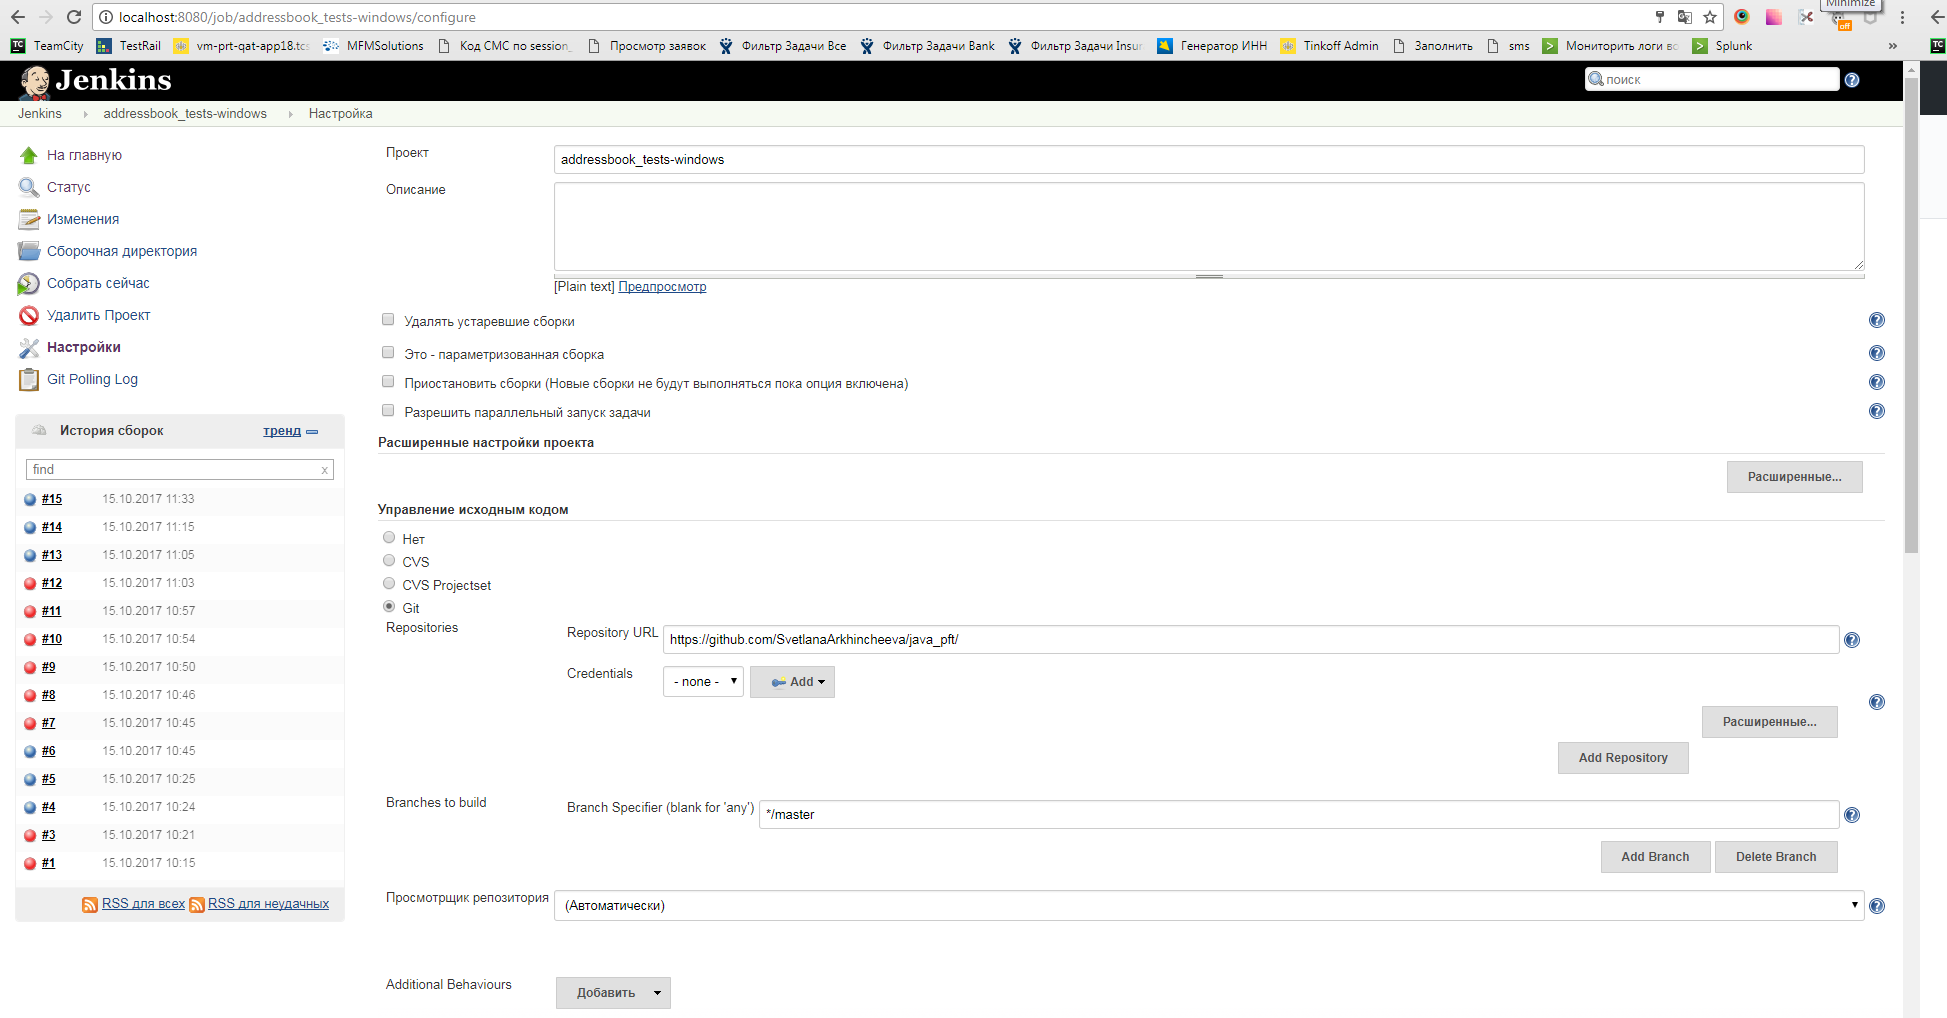 localhost:8080/job/addressbook_tests-windows/configure
Minimize
off
TC TeamCity TestRail vm-prt-qat-app18.tcs MFMSolutions Код СМС по session_ Просмотр заявок Фильтр Задачи Все Фильтр Задачи Bank Фильтр Задачи Insur Генератор ИНН Tinkoff Admin Заполнить sms Мониторить логи во Splunk » TC
Jenkins
поиск
Jenkins addressbook_tests-windows Настройка
На главную
Статус
Изменения
Сборочная директория
Собрать сейчас
Удалить Проект
Настройки
Git Polling Log
История сборок тренд
find x
#15 15.10.2017 11:33
#14 15.10.2017 11:15
#13 15.10.2017 11:05
#12 15.10.2017 11:03
#11 15.10.2017 10:57
#10 15.10.2017 10:54
#9 15.10.2017 10:50
#8 15.10.2017 10:46
#7 15.10.2017 10:45
#6 15.10.2017 10:45
#5 15.10.2017 10:25
#4 15.10.2017 10:24
#3 15.10.2017 10:21
#1 15.10.2017 10:15
RSS для всех RSS для неудачных
Проект addressbook_tests-windows
Описание
[Plain text] Предпросмотр
Удалять устаревшие сборки
Это - параметризованная сборка
Приостановить сборки (Новые сборки не будут выполняться пока опция включена)
Разрешить параллельный запуск задачи
Расширенные настройки проекта
Расширенные...
Управление исходным кодом
Нет
CVS
CVS Projectset
Git
Repositories
Repository URL https://github.com/SvetlanaArkhincheeva/java_pft/
Credentials - none - Add
Расширенные...
Add Repository
Branches to build Branch Specifier (blank for 'any') */master
Add Branch Delete Branch
Просмотрщик репозитория (Автоматически)
Additional Behaviours Добавить